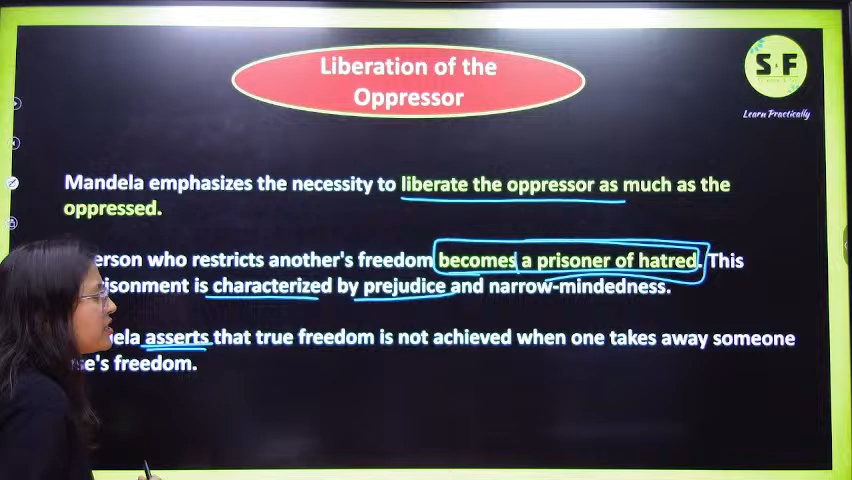 Liberation of the
Oppressor
S F
Learn Practically
Mandela emphasizes the necessity to liberate the oppressor as much as the
oppressed.
erson who restricts another's freedom becomes a prisoner of hatred. This
isonment is characterized by prejudice and narrow-mindedness.
ela asserts that true freedom is not achieved when one takes away someone
se's freedom.